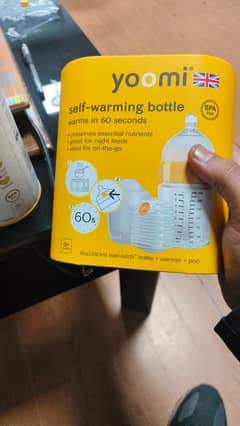 yoomi
self-warming bottle
warms in 60 seconds
BPA
free
• preserves essential nutrients
• great for night feeds
• ideal for on-the-go
60s
8oz/240ml easi-latch™ bottle + warmer + pod